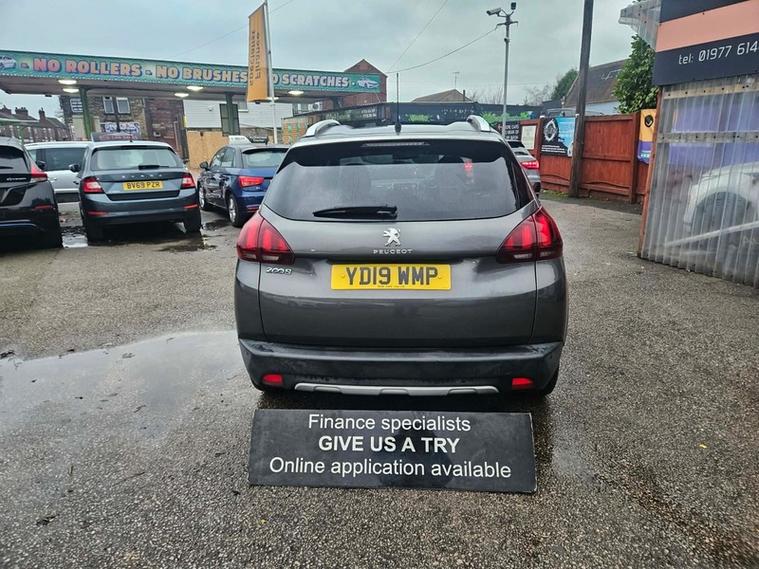 NO ROLLERS - NO BRUSHES - NO SCRATCHES
tel: 01977 614
BV69 PZR
PEUGEOT
2008
YD19 WMP
Finance specialists
GIVE US A TRY
Online application available